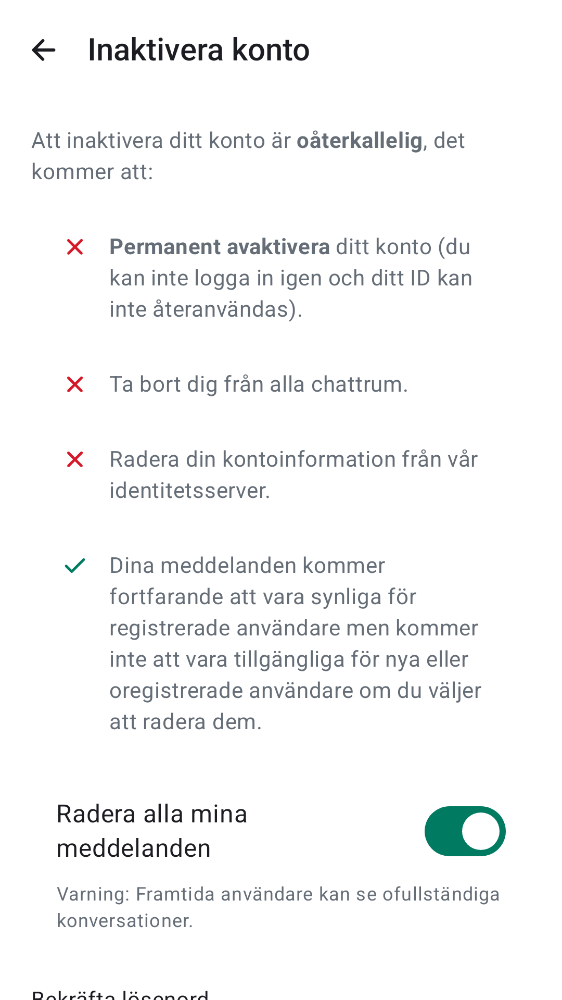 Inaktivera konto
Att inaktivera ditt konto är oåterkallelig, det
kommer att:
Permanent avaktivera ditt konto (du
kan inte logga in igen och ditt ID kan
inte återanvändas).
Ta bort dig från alla chattrum.
Radera din kontoinformation från vår
identitetsserver.
Dina meddelanden kommer
fortfarande att vara synliga för
registrerade användare men kommer
inte att vara tillgängliga för nya eller
oregistrerade användare om du väljer
att radera dem.
Radera alla mina
meddelanden
Varning: Framtida användare kan se ofullständiga
konversationer.
Bekräfta lösenord